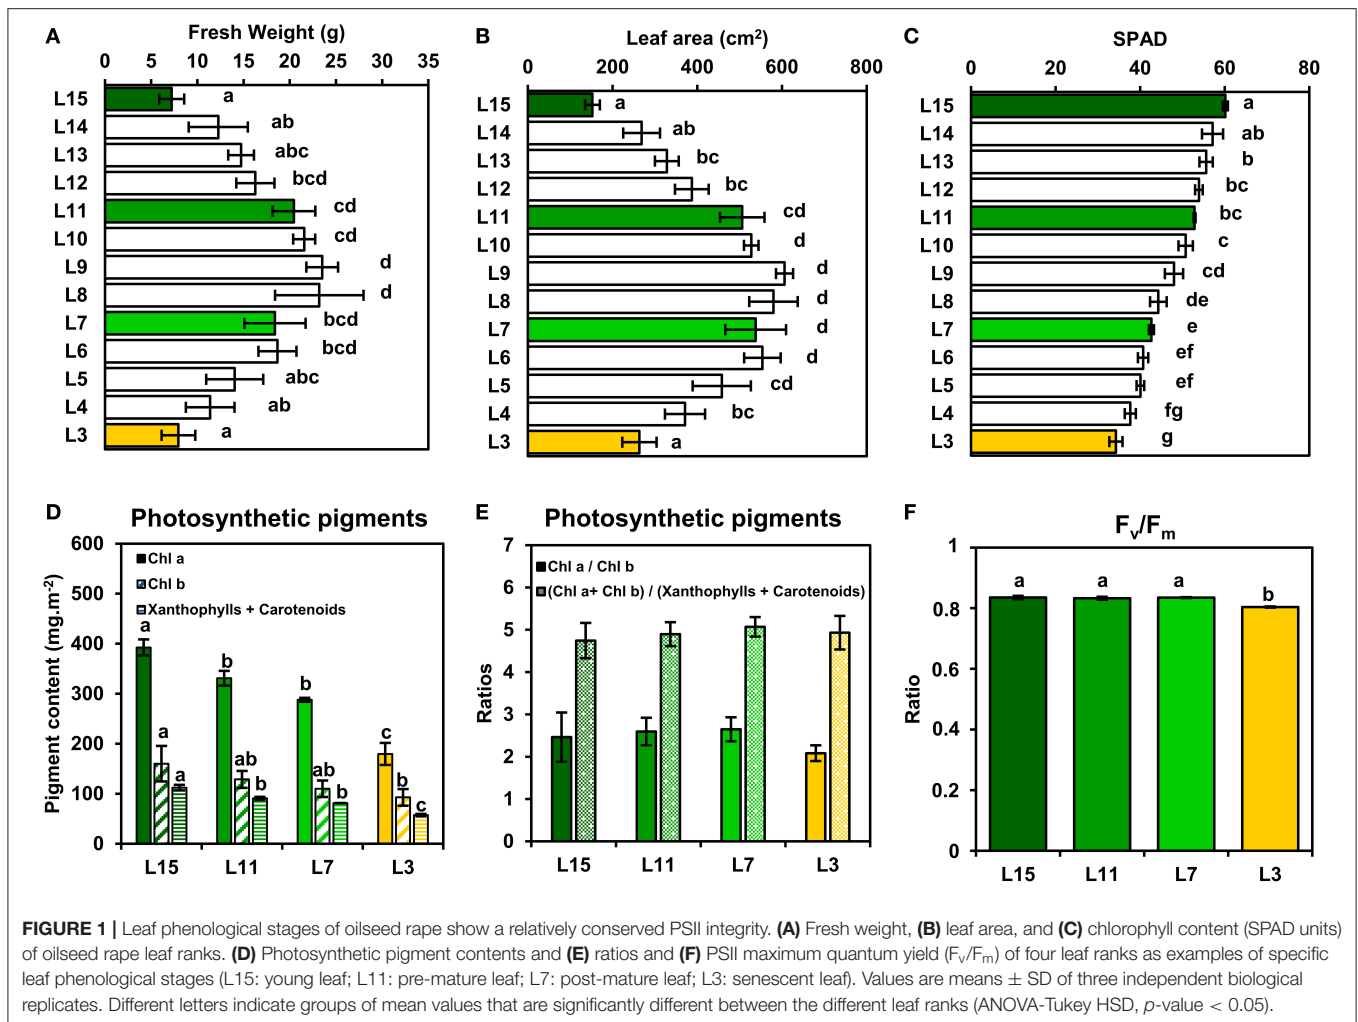 A
Fresh Weight (g)
0 5 10 15 20 25 30 35
L15 a
L14 ab
L13 abc
L12 bcd
L11 cd
L10 cd
L9 d
L8 d
L7 bcd
L6 bcd
L5 abc
L4 ab
L3 a
B
Leaf area (cm²)
0 200 400 600 800
L15 a
L14 ab
L13 bc
L12 bc
L11 cd
L10 d
L9 d
L8 d
L7 d
L6 d
L5 cd
L4 bc
L3 a
C
SPAD
0 20 40 60 80
L15 a
L14 ab
L13 b
L12 bc
L11 bc
L10 c
L9 cd
L8 de
L7 e
L6 ef
L5 ef
L4 fg
L3 g
D
Photosynthetic pigments
Pigment content (mg.m⁻²)
600
500
400
300
200
100
0
Chl a
Chl b
Xanthophylls + Carotenoids
a a a
b ab b
b ab b
c b c
L15 L11 L7 L3
E
Photosynthetic pigments
Ratios
7
6
5
4
3
2
1
0
Chl a / Chl b
(Chl a+ Chl b) / (Xanthophylls + Carotenoids)
L15 L11 L7 L3
F
Fv/Fm
Ratio
1
0.8
0.6
0.4
0.2
0
a a a b
L15 L11 L7 L3
FIGURE 1 | Leaf phenological stages of oilseed rape show a relatively conserved PSII integrity. (A) Fresh weight, (B) leaf area, and (C) chlorophyll content (SPAD units)
of oilseed rape leaf ranks. (D) Photosynthetic pigment contents and (E) ratios and (F) PSII maximum quantum yield (Fv/Fm) of four leaf ranks as examples of specific
leaf phenological stages (L15: young leaf; L11: pre-mature leaf; L7: post-mature leaf; L3: senescent leaf). Values are means ± SD of three independent biological
replicates. Different letters indicate groups of mean values that are significantly different between the different leaf ranks (ANOVA-Tukey HSD, p-value < 0.05).